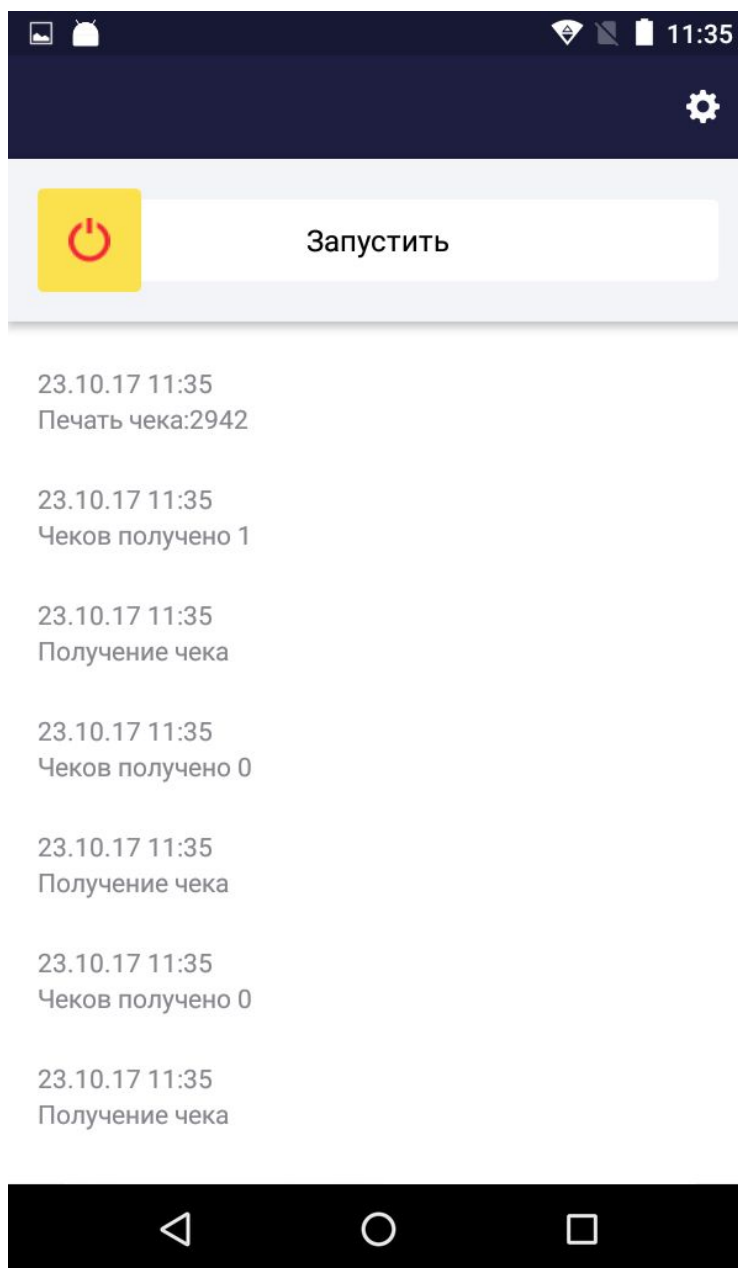 11:35
Запустить
23.10.17 11:35
Печать чека:2942
23.10.17 11:35
Чеков получено 1
23.10.17 11:35
Получение чека
23.10.17 11:35
Чеков получено 0
23.10.17 11:35
Получение чека
23.10.17 11:35
Чеков получено 0
23.10.17 11:35
Получение чека